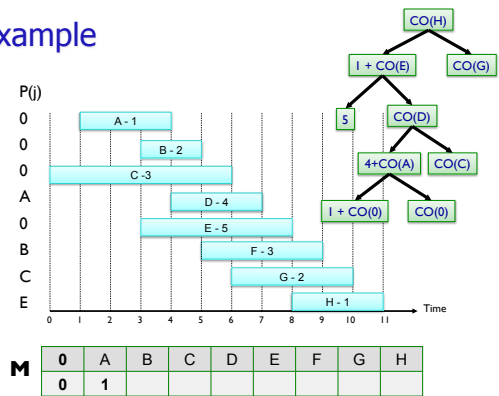 xample
CO(H)
1 + CO(E) CO(G)
5 CO(D)
4+CO(A) CO(C)
1 + CO(0) CO(0)
P(j)
0 A - 1
0 B - 2
0 C -3
A D - 4
0 E - 5
B F - 3
C G - 2
E H - 1
Time
0 1 2 3 4 5 6 7 8 9 10 11
M 0 A B C D E F G H
0 1